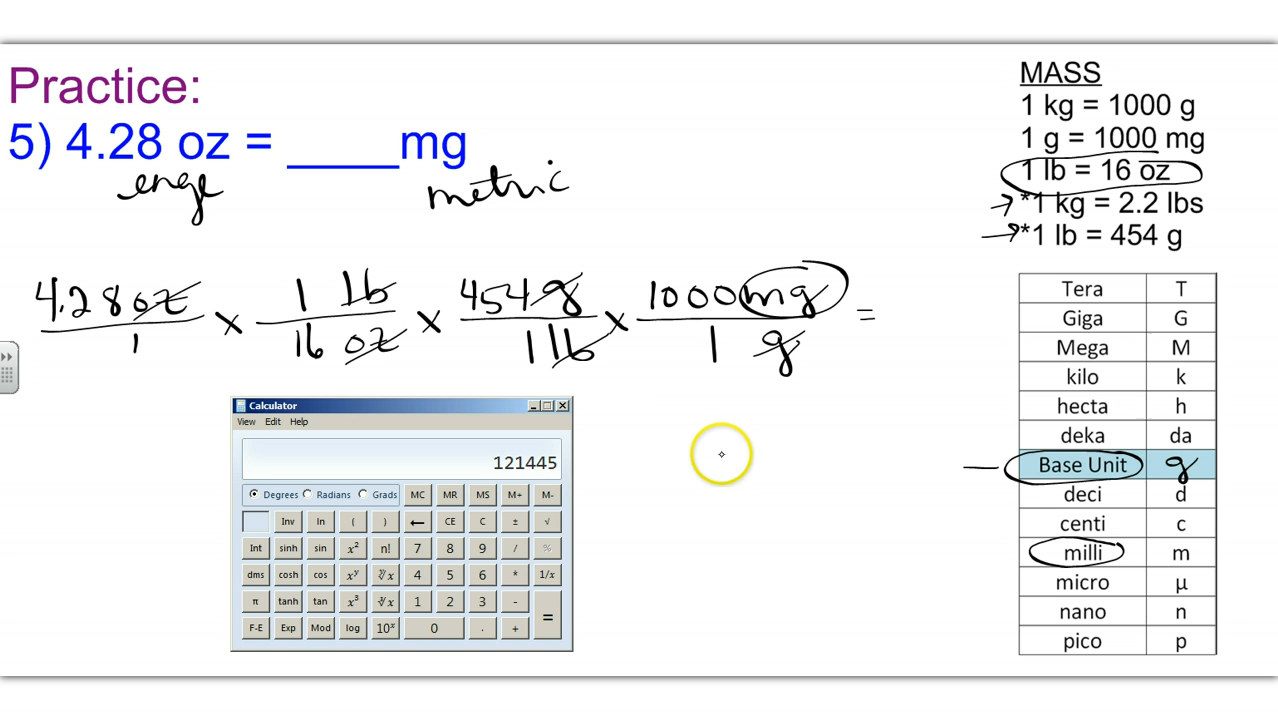 Practice:
5) 4.28 oz = ____mg
enge
metric
4.28 oz × 1 lb × 454 g × 1000 mg =
1 16 oz 1 lb 1 g
MASS
1 kg = 1000 g
1 g = 1000 mg
1 lb = 16 oz
→ *1 kg = 2.2 lbs
→ *1 lb = 454 g
Tera T
Giga G
Mega M
kilo k
hecta h
deka da
— Base Unit g
deci d
centi c
milli m
micro μ
nano n
pico p
Calculator
View Edit Help
121445
Degrees Radians Grads MC MR MS M+ M-
Inv ln ( ) ← CE C ± √
Int sinh sin x² n! 7 8 9 / %
dms cosh cos xʸ ʸ√x 4 5 6 * 1/x
π tanh tan x³ ³√x 1 2 3 - =
F-E Exp Mod log 10ˣ 0 . +